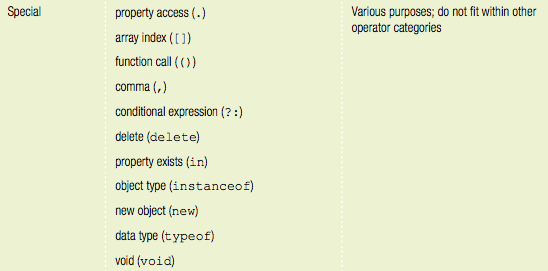 Special
property access (.)
array index ([])
function call (())
comma (,)
conditional expression (?:)
delete (delete)
property exists (in)
object type (instanceof)
new object (new)
data type (typeof)
void (void)
Various purposes; do not fit within other
operator categories